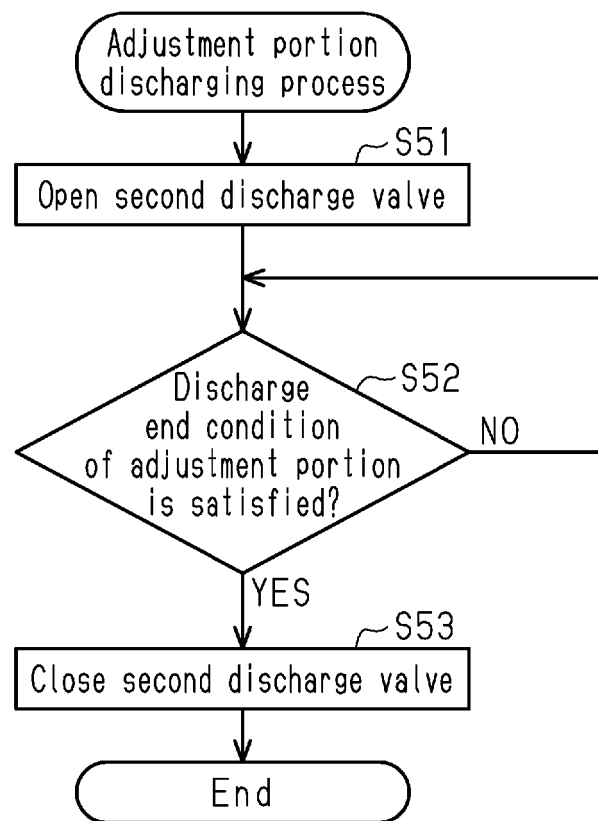 Adjustment portion
discharging process
S51
Open second discharge valve
S52
Discharge
end condition
of adjustment portion
is satisfied?
NO
YES
S53
Close second discharge valve
End